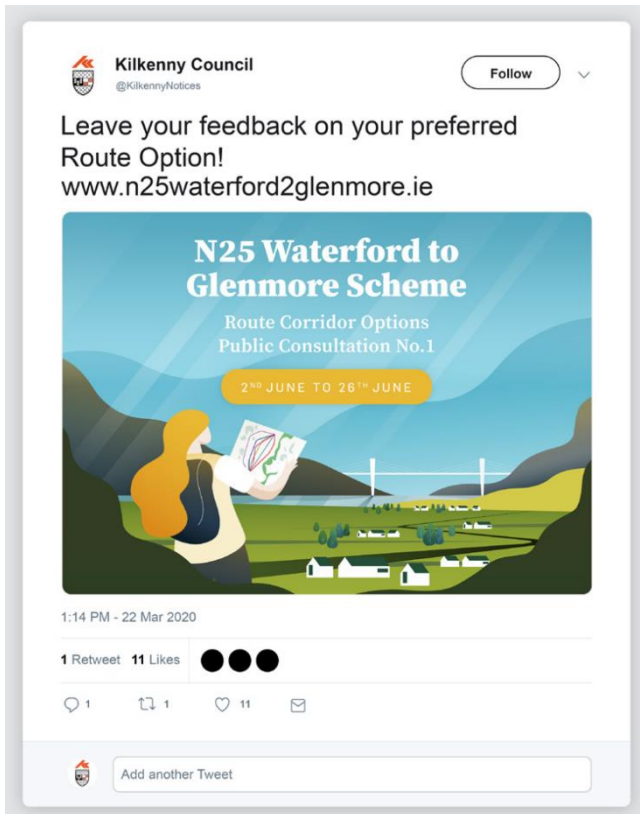 Kilkenny Council
@KilkennyNotices
Follow
Leave your feedback on your preferred
Route Option!
www.n25waterford2glenmore.ie
N25 Waterford to
Glenmore Scheme
Route Corridor Options
Public Consultation No.1
2ND JUNE TO 26TH JUNE
1:14 PM - 22 Mar 2020
1 Retweet 11 Likes
1 1 11
Add another Tweet